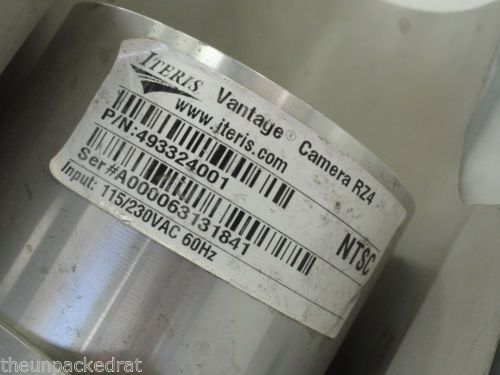 ITERIS Vantage® Camera RZ4
www.iteris.com
P/N:493324001 NTSC
Ser#A000063131841
Input: 115/230VAC 60Hz
theunpackedrat